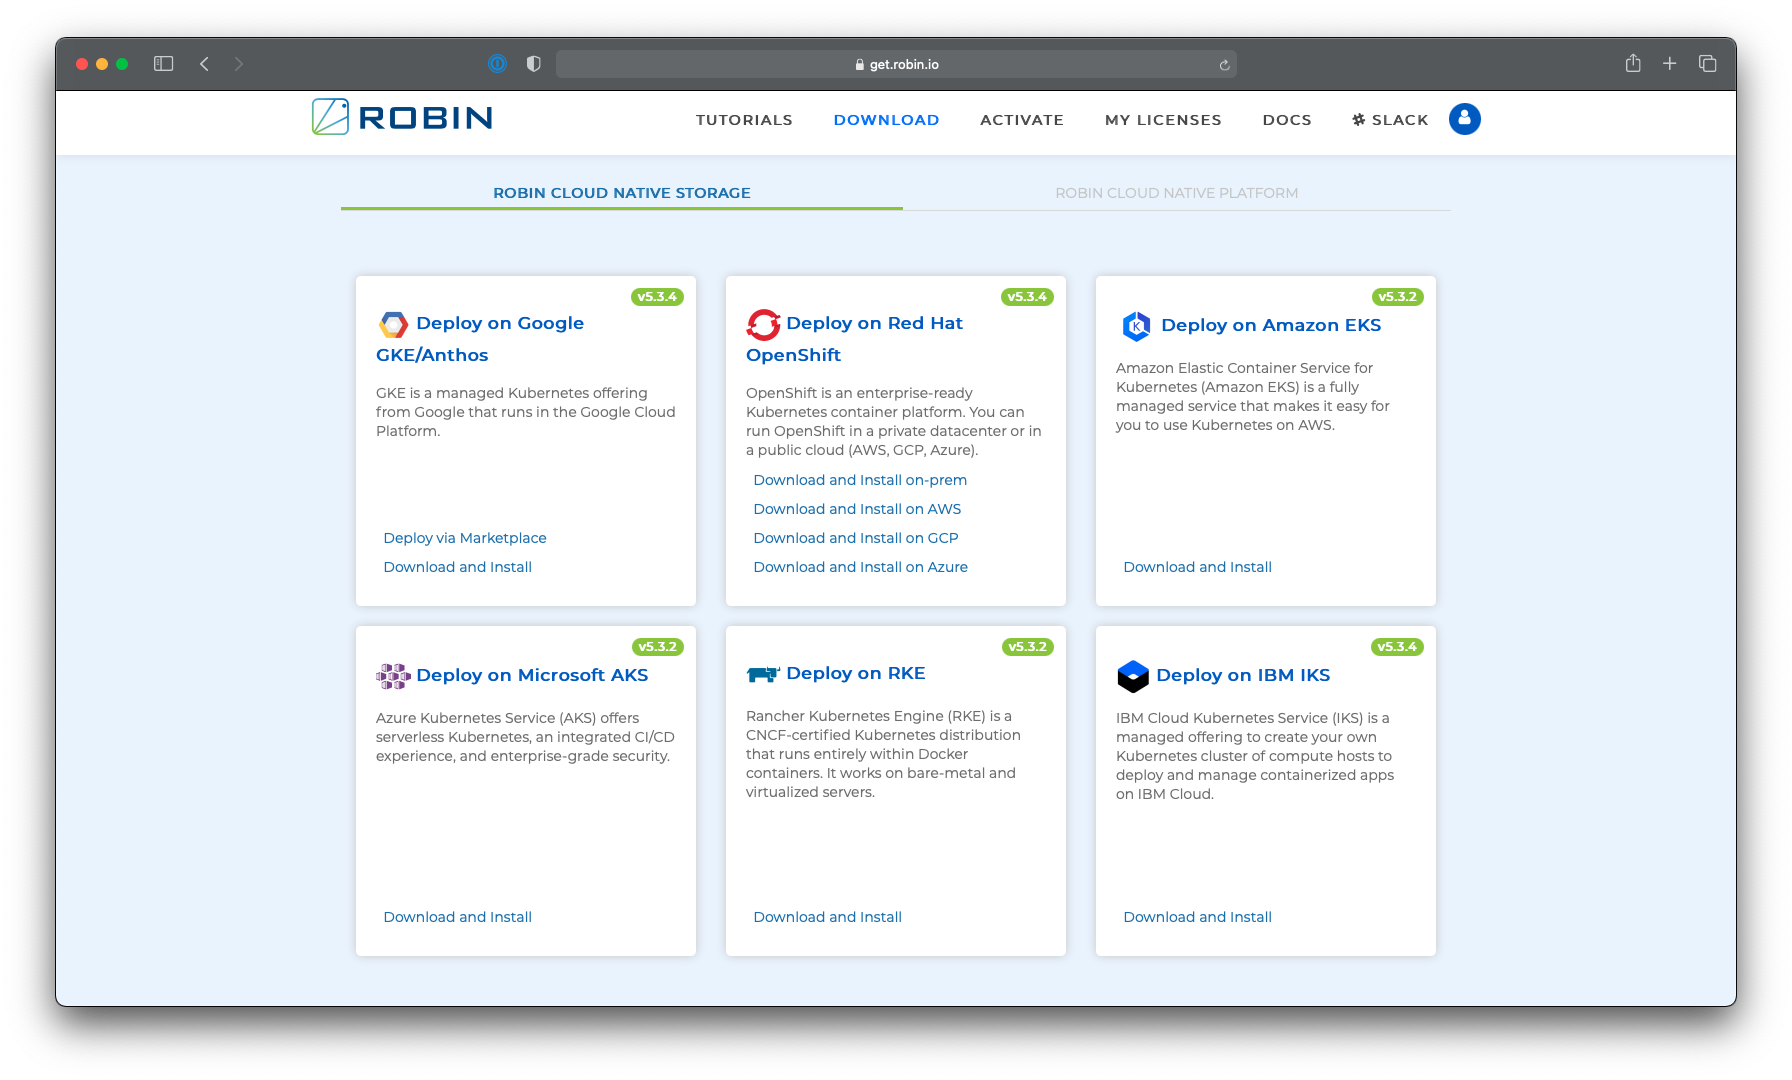 get.robin.io
ROBIN
TUTORIALS
DOWNLOAD
ACTIVATE
MY LICENSES
DOCS
SLACK
ROBIN CLOUD NATIVE STORAGE
ROBIN CLOUD NATIVE PLATFORM
v5.3.4
Deploy on Google
GKE/Anthos
GKE is a managed Kubernetes offering
from Google that runs in the Google Cloud
Platform.
Deploy via Marketplace
Download and Install
v5.3.4
Deploy on Red Hat
OpenShift
OpenShift is an enterprise-ready
Kubernetes container platform. You can
run OpenShift in a private datacenter or in
a public cloud (AWS, GCP, Azure).
Download and Install on-prem
Download and Install on AWS
Download and Install on GCP
Download and Install on Azure
v5.3.2
K
Deploy on Amazon EKS
Amazon Elastic Container Service for
Kubernetes (Amazon EKS) is a fully
managed service that makes it easy for
you to use Kubernetes on AWS.
Download and Install
v5.3.2
Deploy on Microsoft AKS
Azure Kubernetes Service (AKS) offers
serverless Kubernetes, an integrated CI/CD
experience, and enterprise-grade security.
Download and Install
v5.3.2
Deploy on RKE
Rancher Kubernetes Engine (RKE) is a
CNCF-certified Kubernetes distribution
that runs entirely within Docker
containers. It works on bare-metal and
virtualized servers.
Download and Install
v5.3.4
Deploy on IBM IKS
IBM Cloud Kubernetes Service (IKS) is a
managed offering to create your own
Kubernetes cluster of compute hosts to
deploy and manage containerized apps
on IBM Cloud.
Download and Install